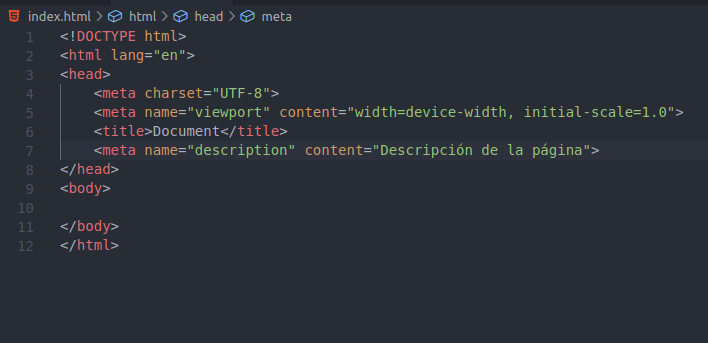 index.html > html > head > meta
1 <!DOCTYPE html>
2 <html lang="en">
3 <head>
4     <meta charset="UTF-8">
5     <meta name="viewport" content="width=device-width, initial-scale=1.0">
6     <title>Document</title>
7     <meta name="description" content="Descripción de la página">
8 </head>
9 <body>
10
11 </body>
12 </html>